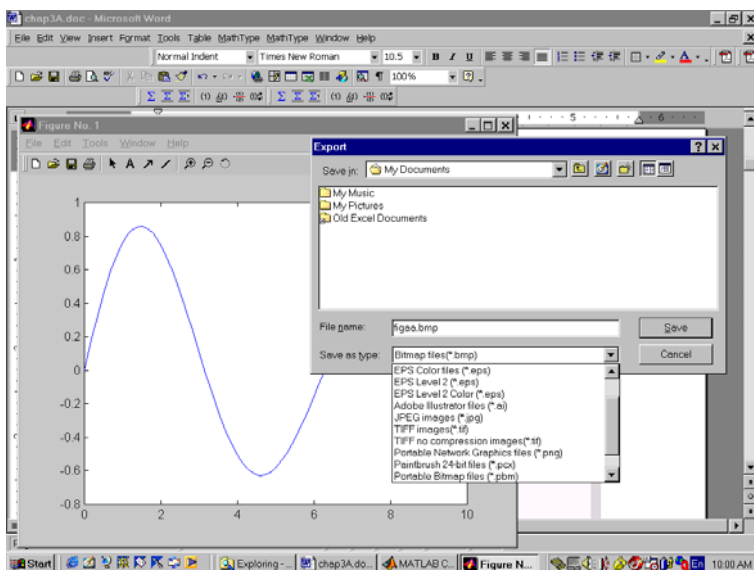 chap3A.doc - Microsoft Word
File Edit View Insert Format Tools Table MathType MathType Window Help
Normal Indent Times New Roman 10.5 B I U
100%
Figure No. 1
File Edit Tools Window Help
1
0.8
0.6
0.4
0.2
0
-0.2
-0.4
-0.6
-0.8
0 2 4 6 8 10
5 6
Export
Save in: My Documents
My Music
My Pictures
Old Excel Documents
File name: figaa.bmp Save
Save as type: Bitmap files(*.bmp) Cancel
EPS Color files (*.eps)
EPS Level 2 (*.eps)
EPS Level 2 Color (*.eps)
Adobe Illustrator files (*.ai)
JPEG images (*.jpg)
TIFF images(*.tif)
TIFF no compression images(*.tif)
Portable Network Graphics files (*.png)
Paintbrush 24-bit files (*.pcx)
Portable Bitmap files (*.pbm)
Start Exploring -... chap3A.do... MATLAB C... Figure N... En 10:00 AM